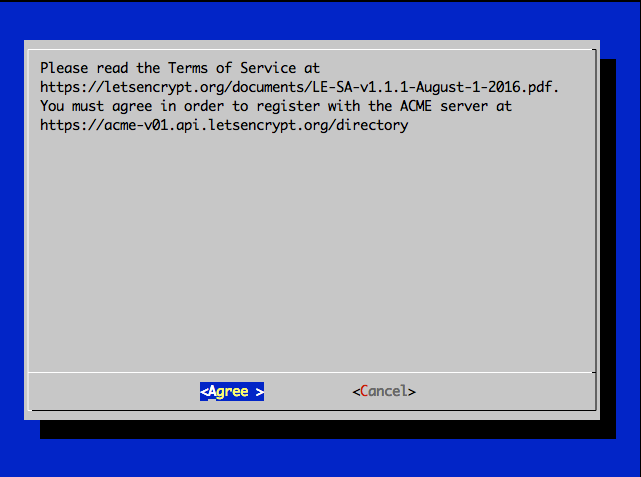 Please read the Terms of Service at
https://letsencrypt.org/documents/LE-SA-v1.1.1-August-1-2016.pdf.
You must agree in order to register with the ACME server at
https://acme-v01.api.letsencrypt.org/directory
<Agree > <Cancel>